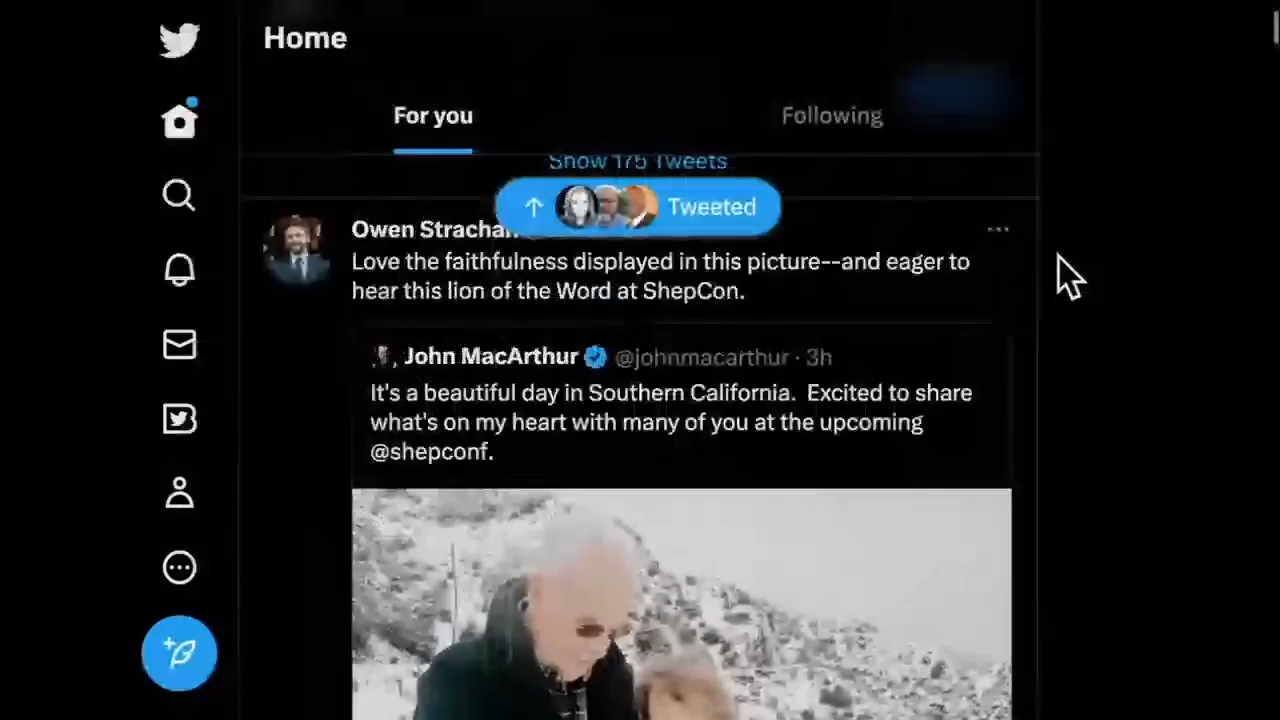 Home
For you
Following
Show 175 Tweets
Tweeted
Owen Strachan
Love the faithfulness displayed in this picture--and eager to
hear this lion of the Word at ShepCon.
John MacArthur @johnmacarthur · 3h
It's a beautiful day in Southern California. Excited to share
what's on my heart with many of you at the upcoming
@shepconf.